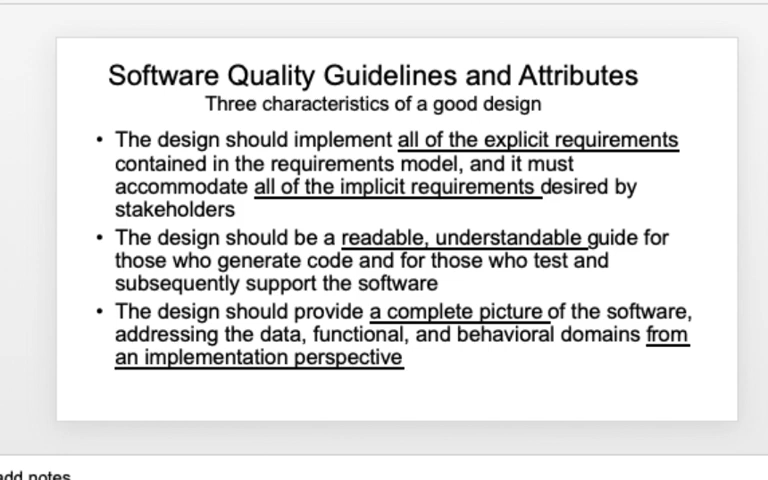 Software Quality Guidelines and Attributes
Three characteristics of a good design
• The design should implement all of the explicit requirements
contained in the requirements model, and it must
accommodate all of the implicit requirements desired by
stakeholders
• The design should be a readable, understandable guide for
those who generate code and for those who test and
subsequently support the software
• The design should provide a complete picture of the software,
addressing the data, functional, and behavioral domains from
an implementation perspective
add notes